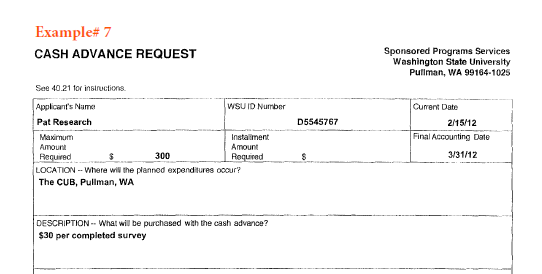 Example# 7
CASH ADVANCE REQUEST
Sponsored Programs Services
Washington State University
Pullman, WA 99164-1025
See 40.21 for instructions.
Applicant's Name
WSU ID Number
Current Date
Pat Research
D5545767
2/15/12
Maximum
Amount
Required $ 300
Installment
Amount
Required $
Final Accounting Date
3/31/12
LOCATION -- Where will the planned expenditures occur?
The CUB, Pullman, WA
DESCRIPTION -- What will be purchased with the cash advance?
$30 per completed survey